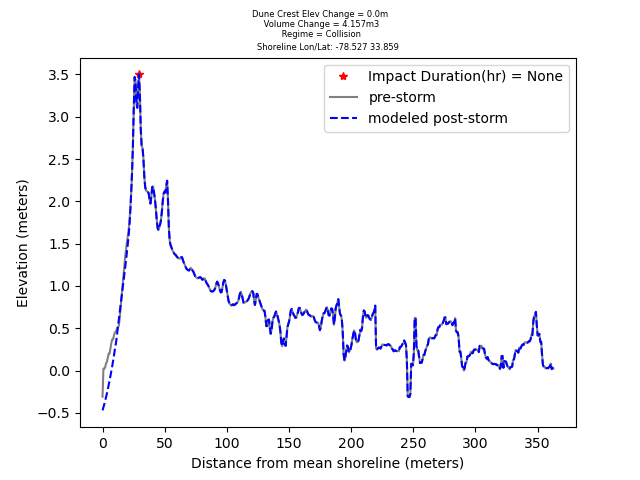 Dune Crest Elev Change = 0.0m
Volume Change = 4.157m3
Regime = Collision
Shoreline Lon/Lat: -78.527 33.859
Impact Duration(hr) = None
pre-storm
modeled post-storm
Elevation (meters)
3.5
3.0
2.5
2.0
1.5
1.0
0.5
0.0
−0.5
0 50 100 150 200 250 300 350
Distance from mean shoreline (meters)